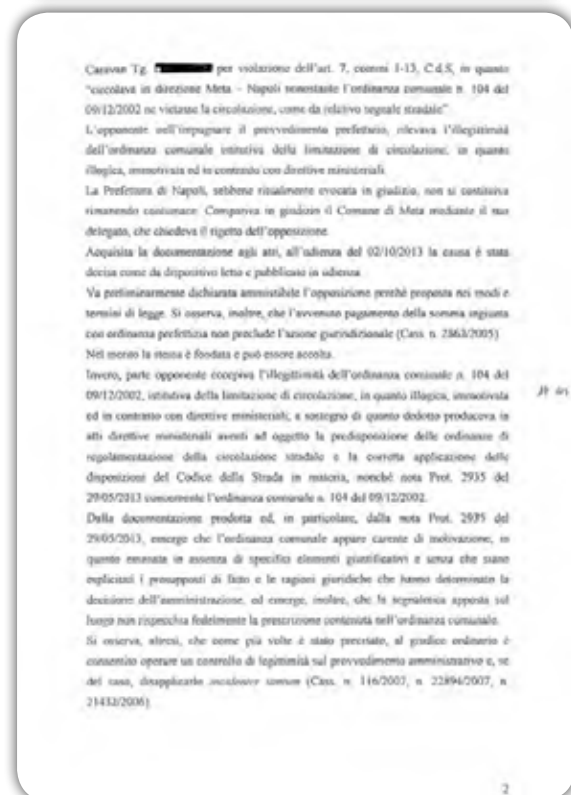 Caravan Tg. per violazione dell'art. 7, commi 1-13, C.d.S, in quanto
"circolava in direzione Meta – Napoli nonostante l'ordinanza comunale n. 104 del
09/12/2002 ne vietasse la circolazione, come da relativo segnale stradale"
L'opponente nell'impugnare il provvedimento prefettizio, rilevava l'illegittimità
dell'ordinanza comunale istitutiva della limitazione di circolazione, in quanto
illogica, immotivata ed in contrasto con direttive ministeriali.
La Prefettura di Napoli, sebbene ritualmente evocata in giudizio, non si costituiva
rimanendo contumace. Compariva in giudizio il Comune di Meta mediante il suo
delegato, che chiedeva il rigetto dell'opposizione.
Acquisita la documentazione agli atti, all'udienza del 02/10/2013 la causa è stata
decisa come da dispositivo letto e pubblicato in udienza.
Va preliminarmente dichiarata ammissibile l'opposizione perché proposta nei modi e
termini di legge. Si osserva, inoltre, che l'avvenuto pagamento della somma ingiunta
con ordinanza prefettizia non preclude l'azione giurisdizionale (Cass. n. 2863/2005)
Nel merito la stessa è fondata e può essere accolta.
Invero, parte opponente eccepiva l'illegittimità dell'ordinanza comunale n. 104 del
09/12/2002, istitutiva della limitazione di circolazione, in quanto illogica, immotivata
ed in contrasto con direttive ministeriali, a sostegno di quanto dedotto produceva in
atti direttive ministeriali aventi ad oggetto la predisposizione delle ordinanze di
regolamentazione della circolazione stradale e la corretta applicazione delle
disposizioni del Codice della Strada in materia, nonché nota Prot. 2935 del
29/05/2013 concernente l'ordinanza comunale n. 104 del 09/12/2002.
Dalla documentazione prodotta ed, in particolare, dalla nota Prot. 2935 del
29/05/2013, emerge che l'ordinanza comunale appare carente di motivazione, in
quanto emanata in assenza di specifici elementi giustificativi e senza che siano
esplicitati i presupposti di fatto e le ragioni giuridiche che hanno determinato la
decisione dell'amministrazione, ed emerge, inoltre, che la segnaletica apposta sul
luogo non rispecchia fedelmente la prescrizione contenuta nell'ordinanza comunale.
Si osserva, altresì, che come più volte è stato precisato, al giudice ordinario è
consentito operare un controllo di legittimità sul provvedimento amministrativo e, se
del caso, disapplicarlo incidenter tantum (Cass. n. 116/2007, n. 22894/2007, n.
21432/2006)
2